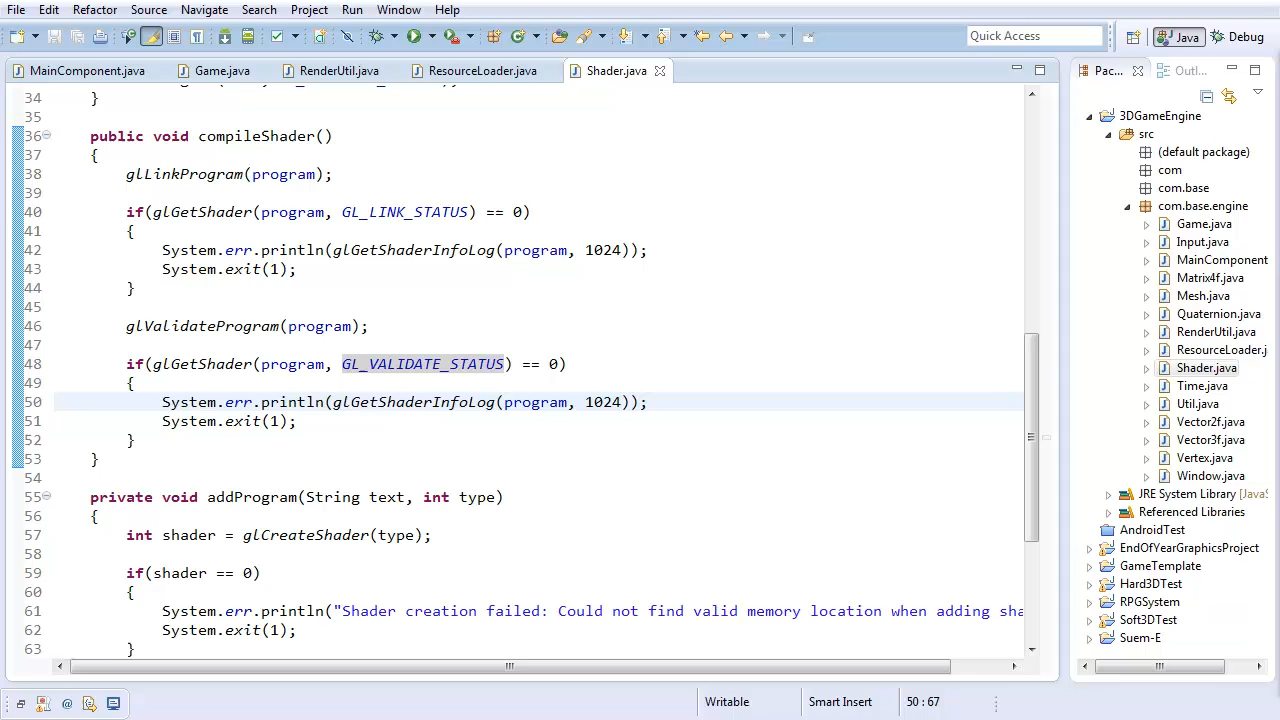 File Edit Refactor Source Navigate Search Project Run Window Help
Quick Access
Java
Debug
MainComponent.java
Game.java
RenderUtil.java
ResourceLoader.java
Shader.java
Pac...
Outl...
34 }
35
36 public void compileShader()
37 {
38 glLinkProgram(program);
39
40 if(glGetShader(program, GL_LINK_STATUS) == 0)
41 {
42 System.err.println(glGetShaderInfoLog(program, 1024));
43 System.exit(1);
44 }
45
46 glValidateProgram(program);
47
48 if(glGetShader(program, GL_VALIDATE_STATUS) == 0)
49 {
50 System.err.println(glGetShaderInfoLog(program, 1024));
51 System.exit(1);
52 }
53 }
54
55 private void addProgram(String text, int type)
56 {
57 int shader = glCreateShader(type);
58
59 if(shader == 0)
60 {
61 System.err.println("Shader creation failed: Could not find valid memory location when adding sha
62 System.exit(1);
63 }
3DGameEngine
src
(default package)
com
com.base
com.base.engine
Game.java
Input.java
MainComponent
Matrix4f.java
Mesh.java
Quaternion.java
RenderUtil.java
ResourceLoader.j
Shader.java
Time.java
Util.java
Vector2f.java
Vector3f.java
Vertex.java
Window.java
JRE System Library [JavaS
Referenced Libraries
AndroidTest
EndOfYearGraphicsProject
GameTemplate
Hard3DTest
RPGSystem
Soft3DTest
Suem-E
Writable
Smart Insert
50 : 67